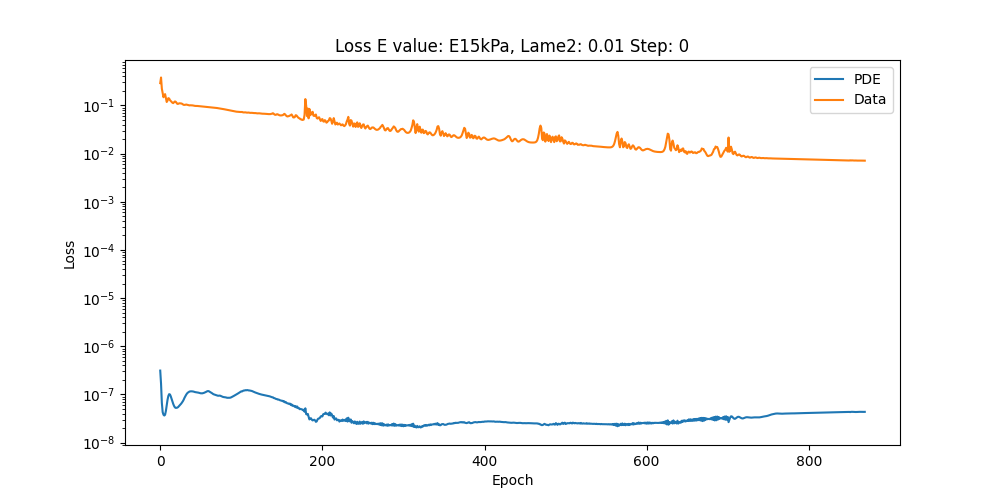 Loss E value: E15kPa, Lame2: 0.01 Step: 0
PDE
Data
Loss
10⁻¹
10⁻²
10⁻³
10⁻⁴
10⁻⁵
10⁻⁶
10⁻⁷
10⁻⁸
0 200 400 600 800
Epoch